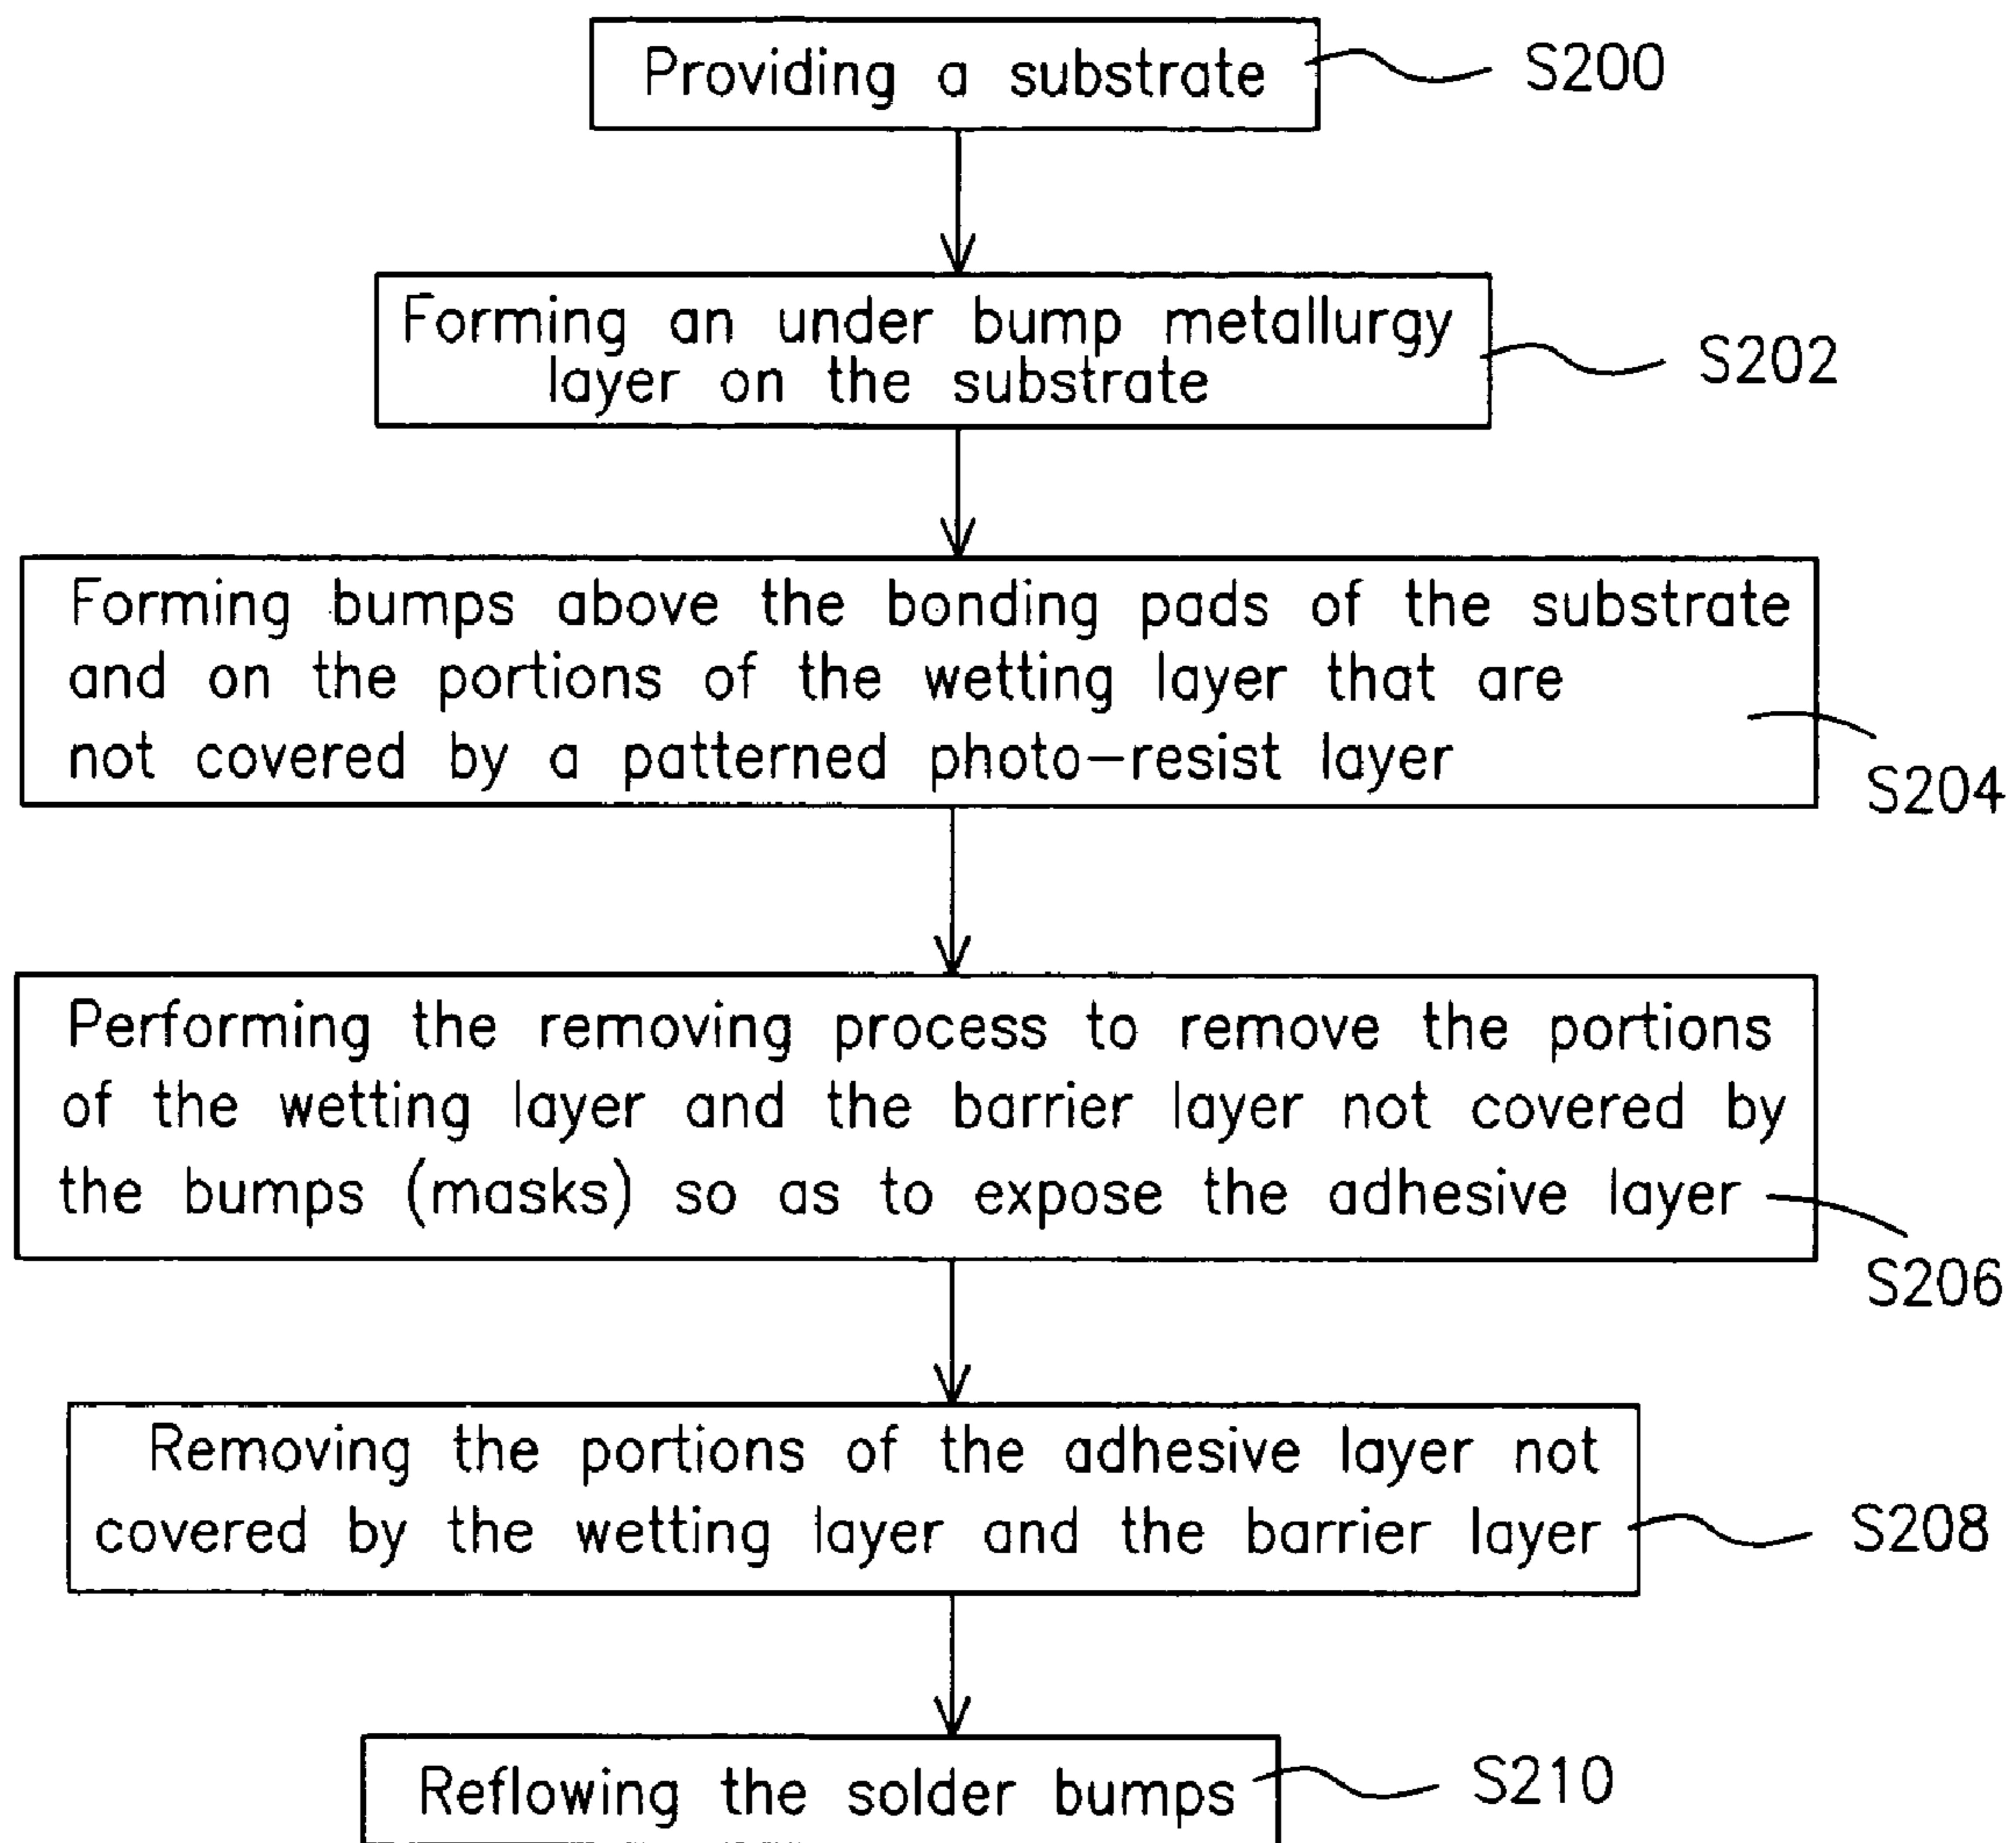 Providing a substrate
S200
Forming an under bump metallurgy
layer on the substrate
S202
Forming bumps above the bonding pads of the substrate
and on the portions of the wetting layer that are
not covered by a patterned photo-resist layer
S204
Performing the removing process to remove the portions
of the wetting layer and the barrier layer not covered by
the bumps (masks) so as to expose the adhesive layer
S206
Removing the portions of the adhesive layer not
covered by the wetting layer and the barrier layer
S208
Reflowing the solder bumps
S210